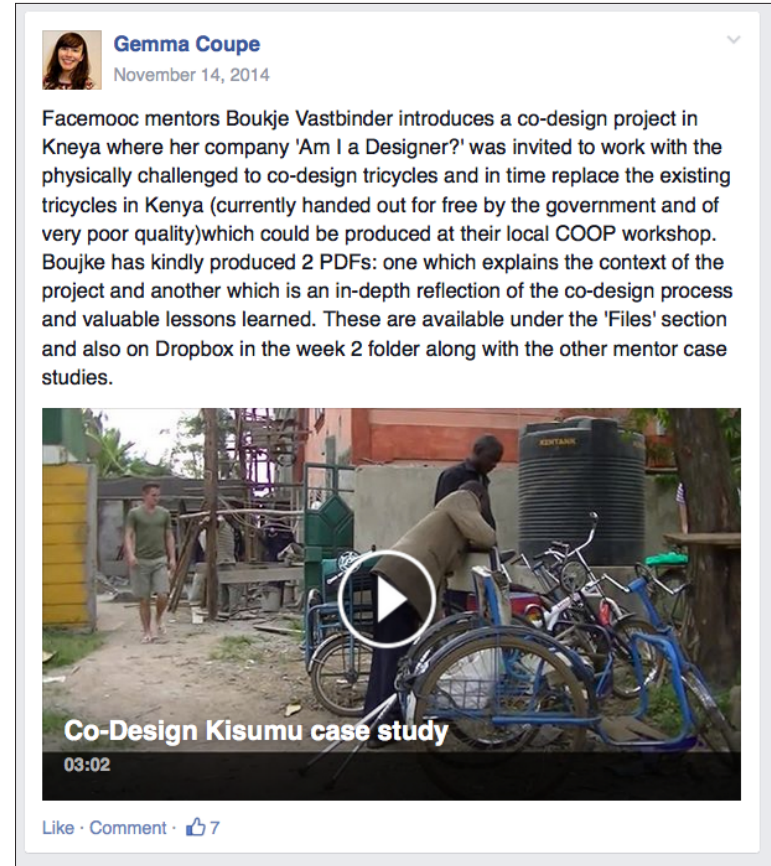 Gemma Coupe
November 14, 2014
Facemooc mentors Boukje Vastbinder introduces a co-design project in
Kneya where her company 'Am I a Designer?' was invited to work with the
physically challenged to co-design tricycles and in time replace the existing
tricycles in Kenya (currently handed out for free by the government and of
very poor quality)which could be produced at their local COOP workshop.
Boujke has kindly produced 2 PDFs: one which explains the context of the
project and another which is an in-depth reflection of the co-design process
and valuable lessons learned. These are available under the 'Files' section
and also on Dropbox in the week 2 folder along with the other mentor case
studies.
KENTANK
Co-Design Kisumu case study
03:02
Like · Comment · 7